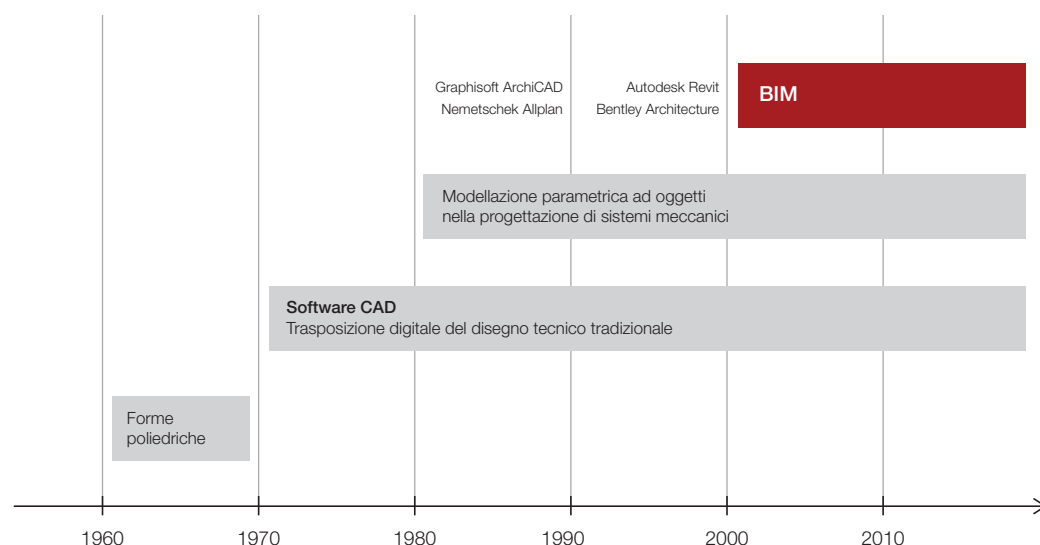 Graphisoft ArchiCAD
Nemetschek Allplan
Autodesk Revit
Bentley Architecture
BIM
Modellazione parametrica ad oggetti
nella progettazione di sistemi meccanici
Software CAD
Trasposizione digitale del disegno tecnico tradizionale
Forme
poliedriche
1960
1970
1980
1990
2000
2010